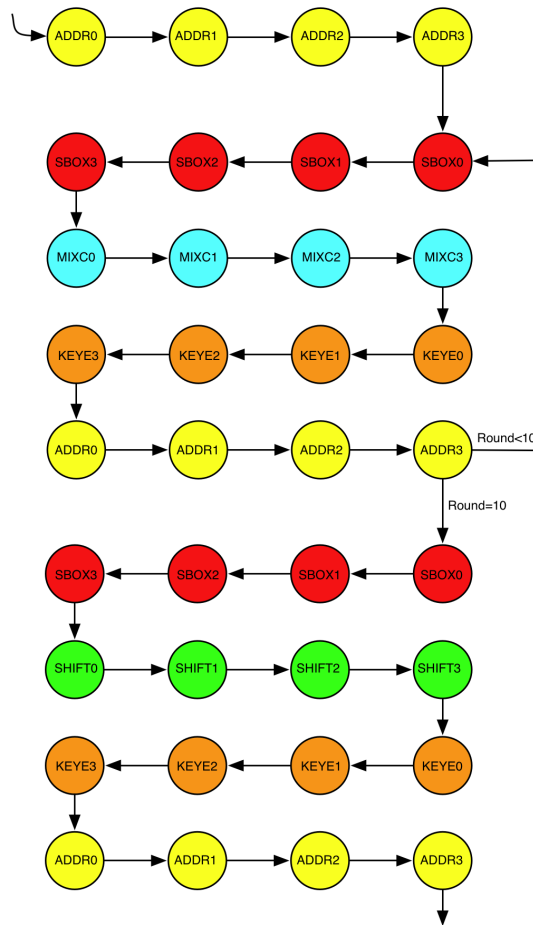 ADDR0 ADDR1 ADDR2 ADDR3
SBOX3 SBOX2 SBOX1 SBOX0
MIXC0 MIXC1 MIXC2 MIXC3
KEYE3 KEYE2 KEYE1 KEYE0
ADDR0 ADDR1 ADDR2 ADDR3 Round<10
Round=10
SBOX3 SBOX2 SBOX1 SBOX0
SHIFT0 SHIFT1 SHIFT2 SHIFT3
KEYE3 KEYE2 KEYE1 KEYE0
ADDR0 ADDR1 ADDR2 ADDR3